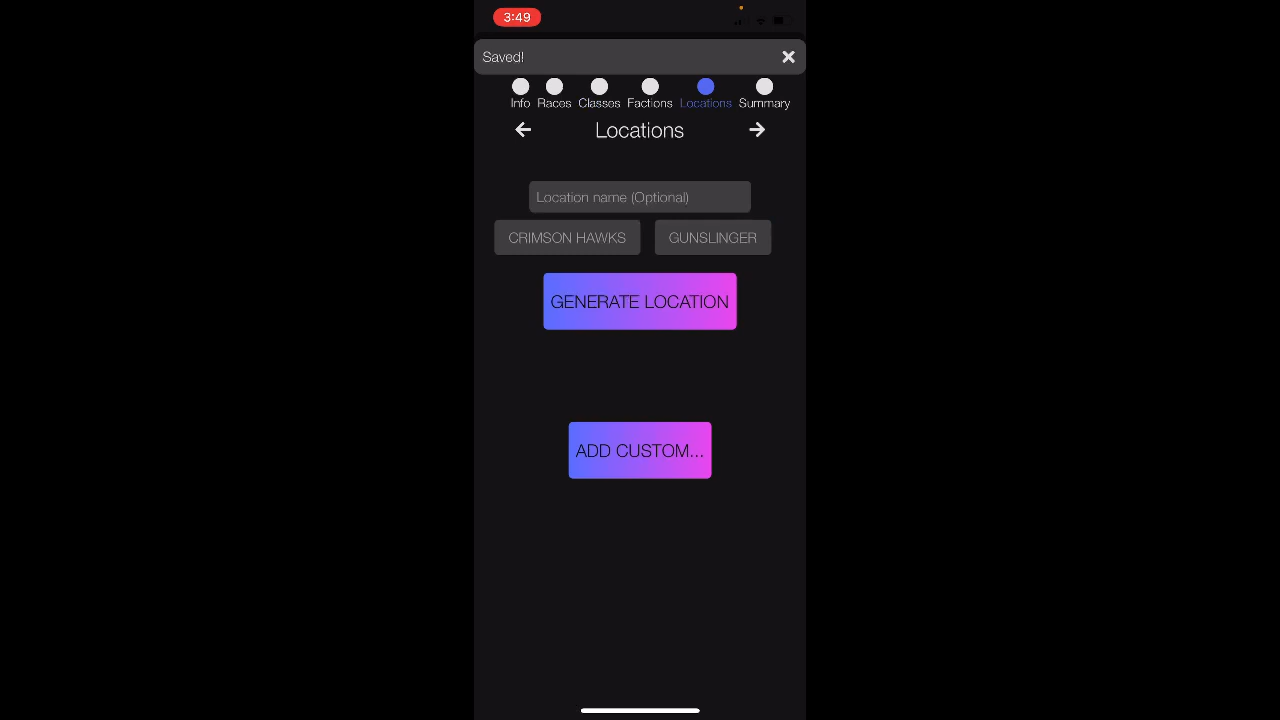 3:49
Saved!
Info Races Classes Factions Locations Summary
Locations
Location name (Optional)
CRIMSON HAWKS GUNSLINGER
GENERATE LOCATION
ADD CUSTOM...